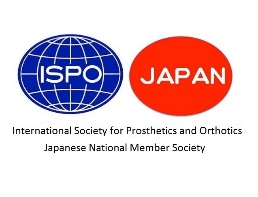 ISPO JAPAN
International Society for Prosthetics and Orthotics
Japanese National Member Society